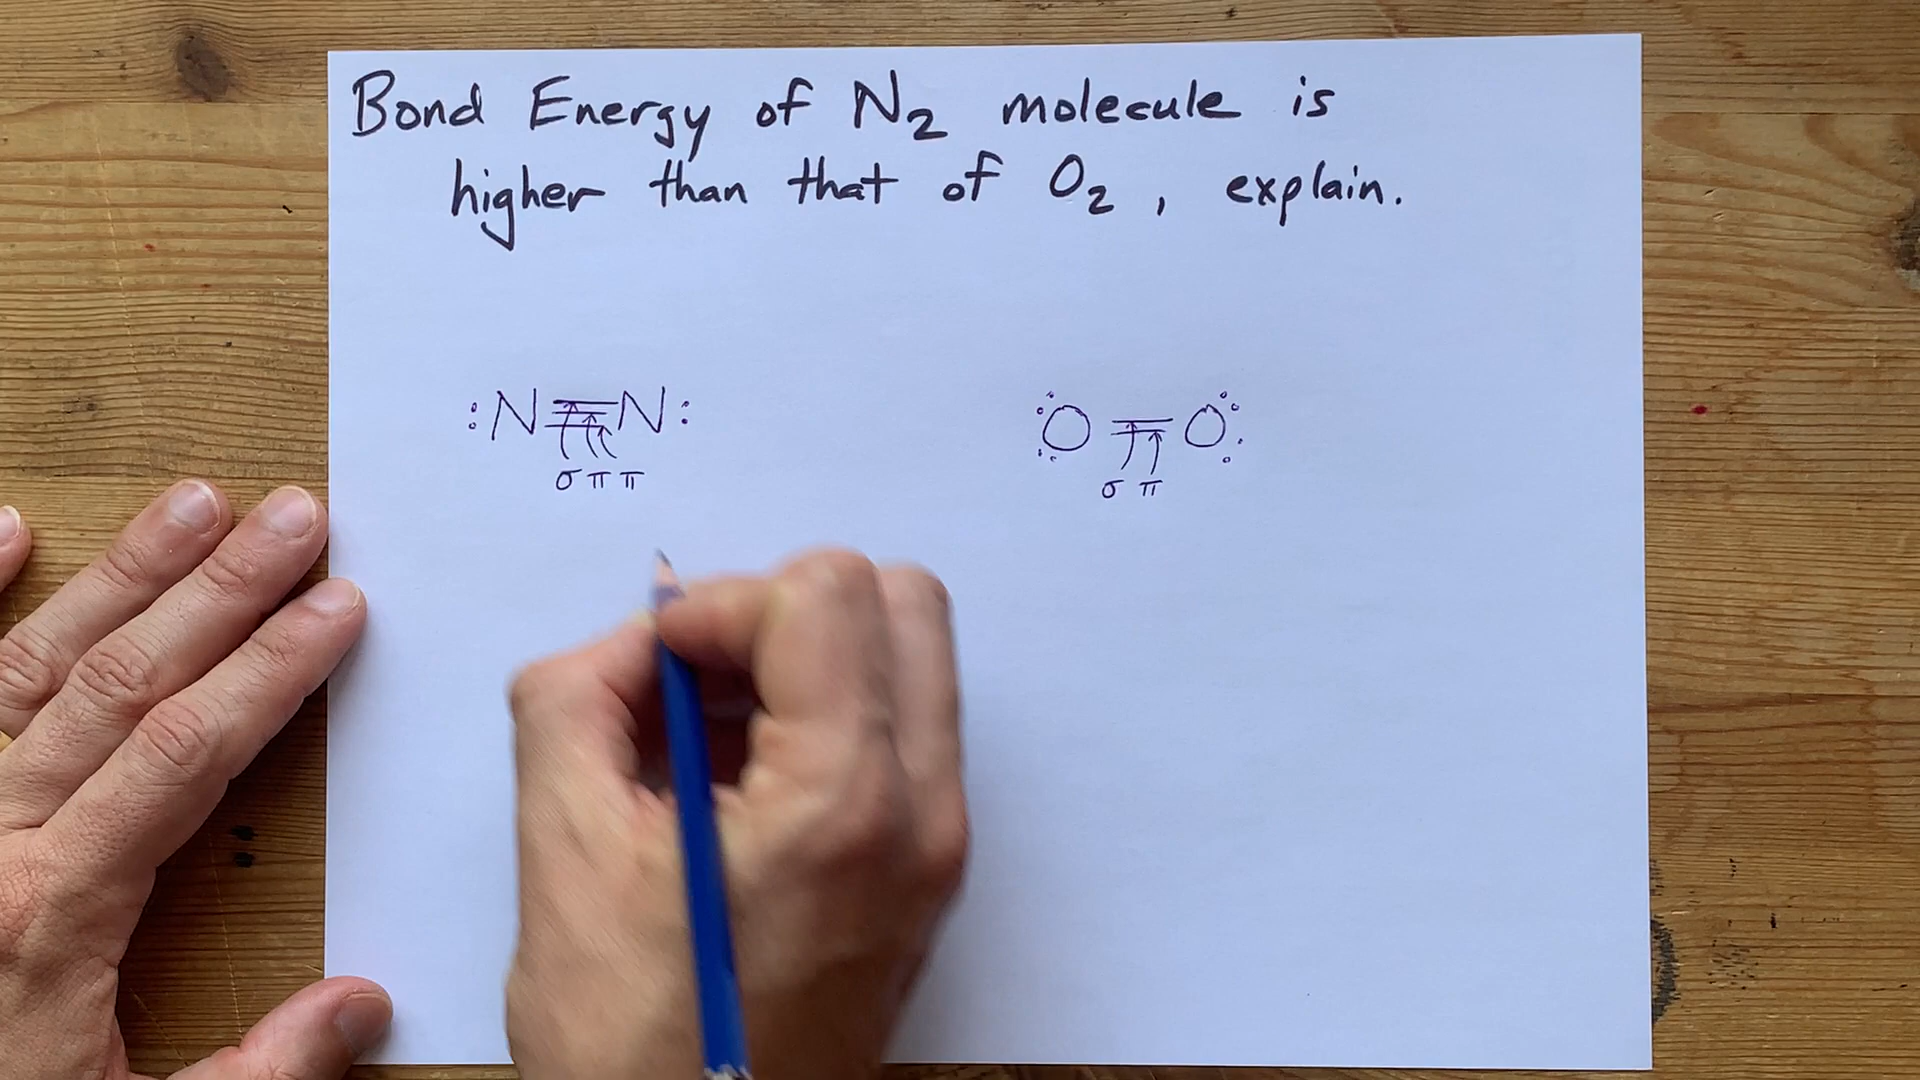 Bond Energy of N2 molecule is
higher than that of O2, explain.
:N≡N:
σ π π
O=O
σ π